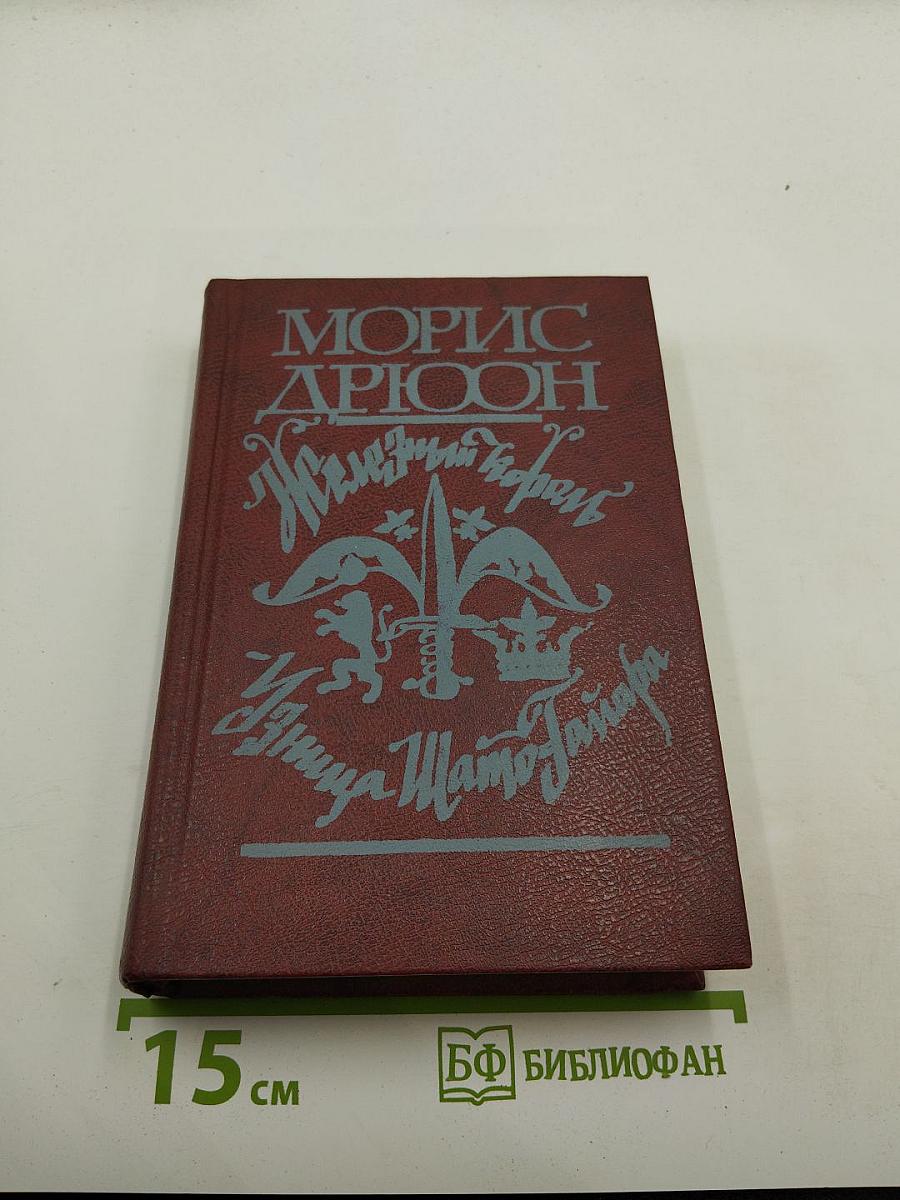 МОРИС
ДРЮОН
Железный король
Узница Шато-Гайара
15 см
БФ БИБЛИОФАН